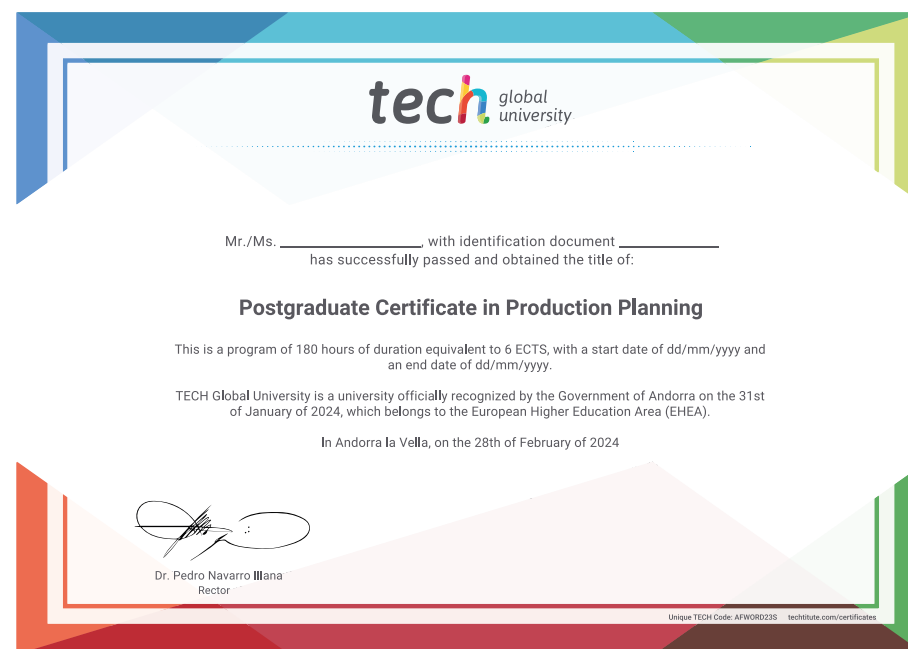 tech global university
Mr./Ms. ____________, with identification document ____________
has successfully passed and obtained the title of:
Postgraduate Certificate in Production Planning
This is a program of 180 hours of duration equivalent to 6 ECTS, with a start date of dd/mm/yyyy and
an end date of dd/mm/yyyy.
TECH Global University is a university officially recognized by the Government of Andorra on the 31st
of January of 2024, which belongs to the European Higher Education Area (EHEA).
In Andorra la Vella, on the 28th of February of 2024
Dr. Pedro Navarro Illana
Rector
Unique TECH Code: AFWORD23S techtitute.com/certificates